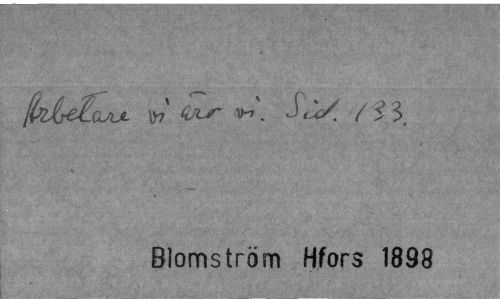 Arbetare vi äro vi. Sid. 133.
Blomström Hfors 1898